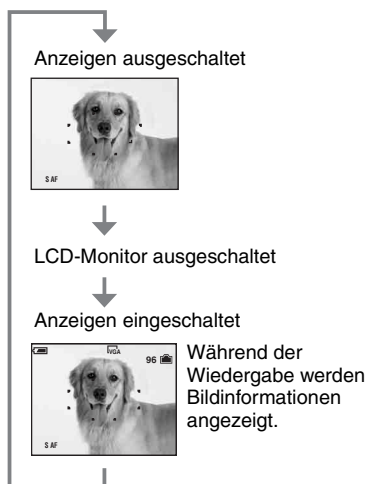 Anzeigen ausgeschaltet
S AF
LCD-Monitor ausgeschaltet
Anzeigen eingeschaltet
VGA
96
S AF
Während der
Wiedergabe werden
Bildinformationen
angezeigt.